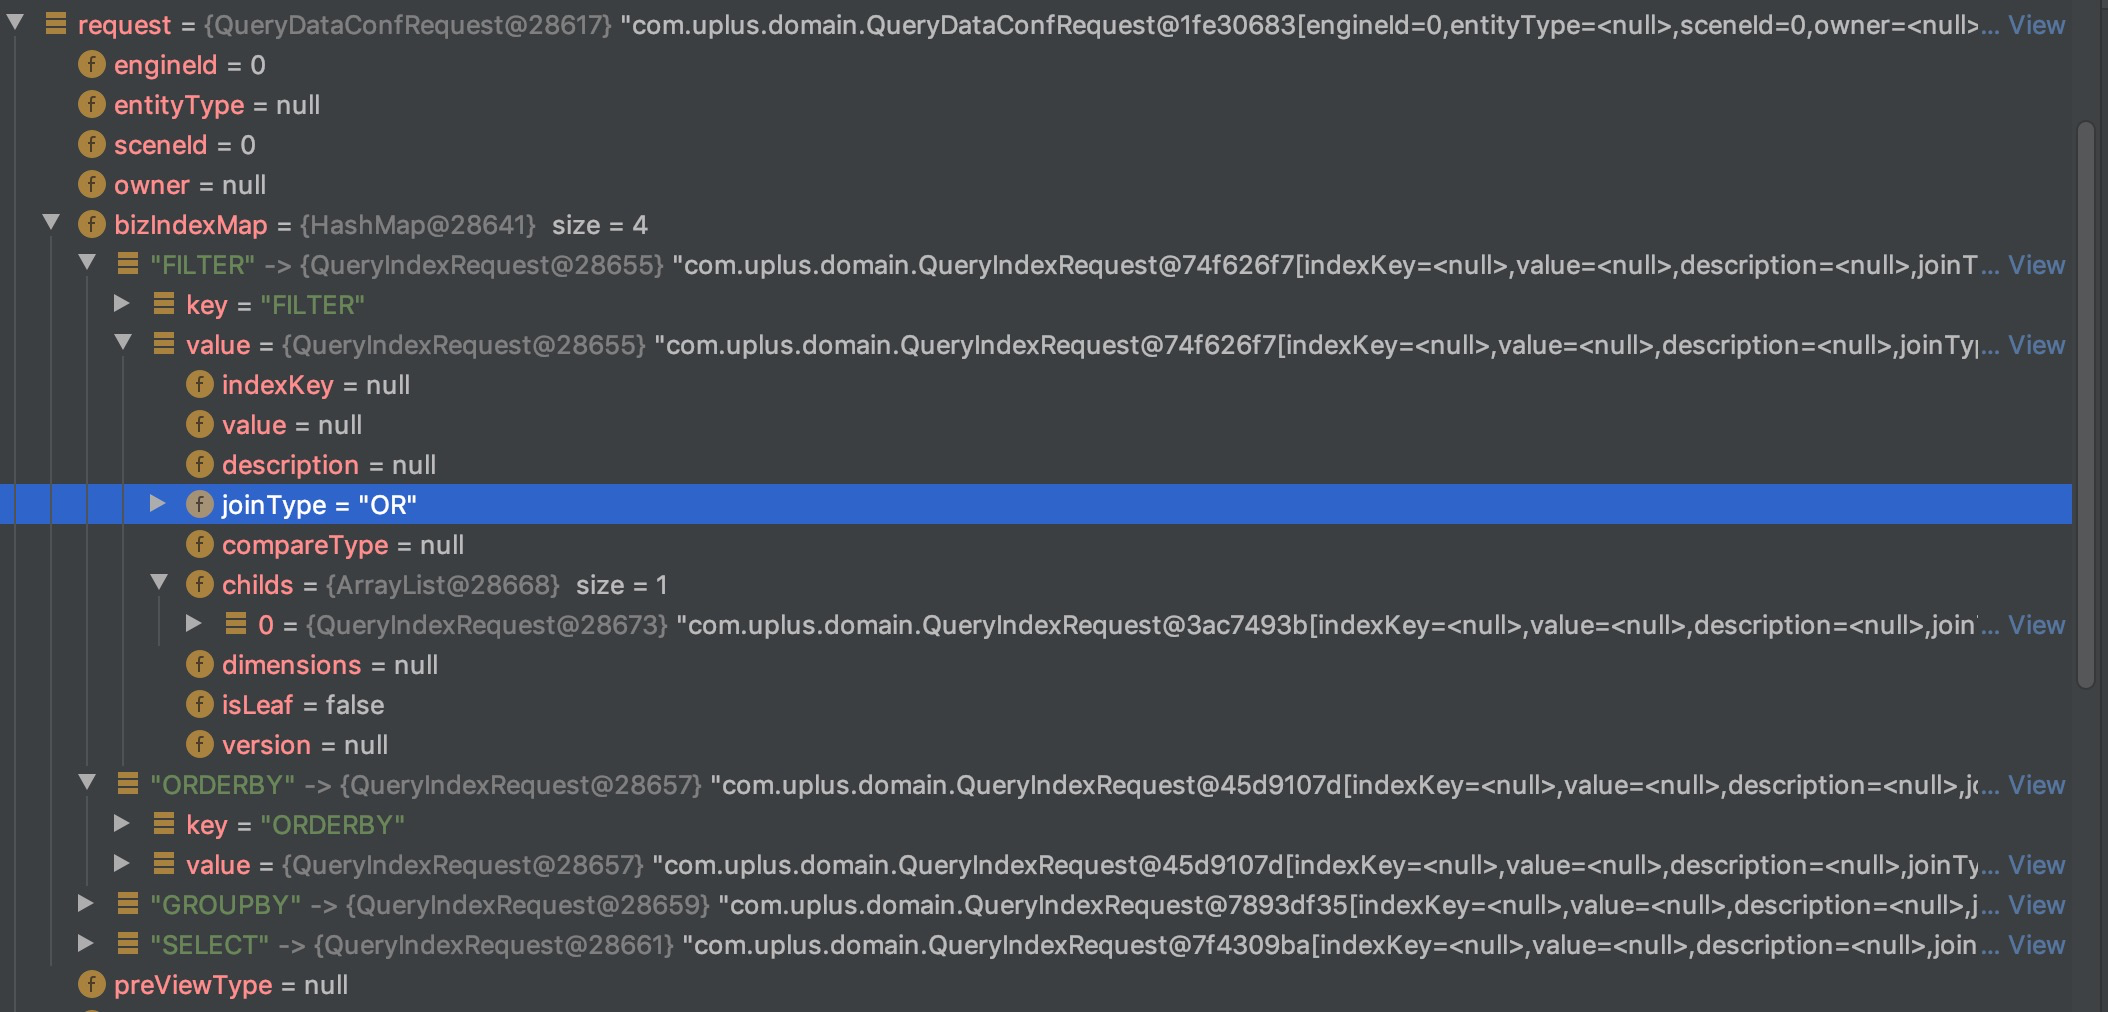 request = {QueryDataConfRequest@28617} "com.uplus.domain.QueryDataConfRequest@1fe30683[engineId=0,entityType=<null>,sceneId=0,owner=<null>... View
f engineId = 0
f entityType = null
f sceneId = 0
f owner = null
f bizIndexMap = {HashMap@28641} size = 4
"FILTER" -> {QueryIndexRequest@28655} "com.uplus.domain.QueryIndexRequest@74f626f7[indexKey=<null>,value=<null>,description=<null>,joinT... View
key = "FILTER"
value = {QueryIndexRequest@28655} "com.uplus.domain.QueryIndexRequest@74f626f7[indexKey=<null>,value=<null>,description=<null>,joinTyp... View
f indexKey = null
f value = null
f description = null
f joinType = "OR"
f compareType = null
f childs = {ArrayList@28668} size = 1
0 = {QueryIndexRequest@28673} "com.uplus.domain.QueryIndexRequest@3ac7493b[indexKey=<null>,value=<null>,description=<null>,join... View
f dimensions = null
f isLeaf = false
f version = null
"ORDERBY" -> {QueryIndexRequest@28657} "com.uplus.domain.QueryIndexRequest@45d9107d[indexKey=<null>,value=<null>,description=<null>,jo... View
key = "ORDERBY"
value = {QueryIndexRequest@28657} "com.uplus.domain.QueryIndexRequest@45d9107d[indexKey=<null>,value=<null>,description=<null>,joinTy... View
"GROUPBY" -> {QueryIndexRequest@28659} "com.uplus.domain.QueryIndexRequest@7893df35[indexKey=<null>,value=<null>,description=<null>,j... View
"SELECT" -> {QueryIndexRequest@28661} "com.uplus.domain.QueryIndexRequest@7f4309ba[indexKey=<null>,value=<null>,description=<null>,join... View
f preViewType = null